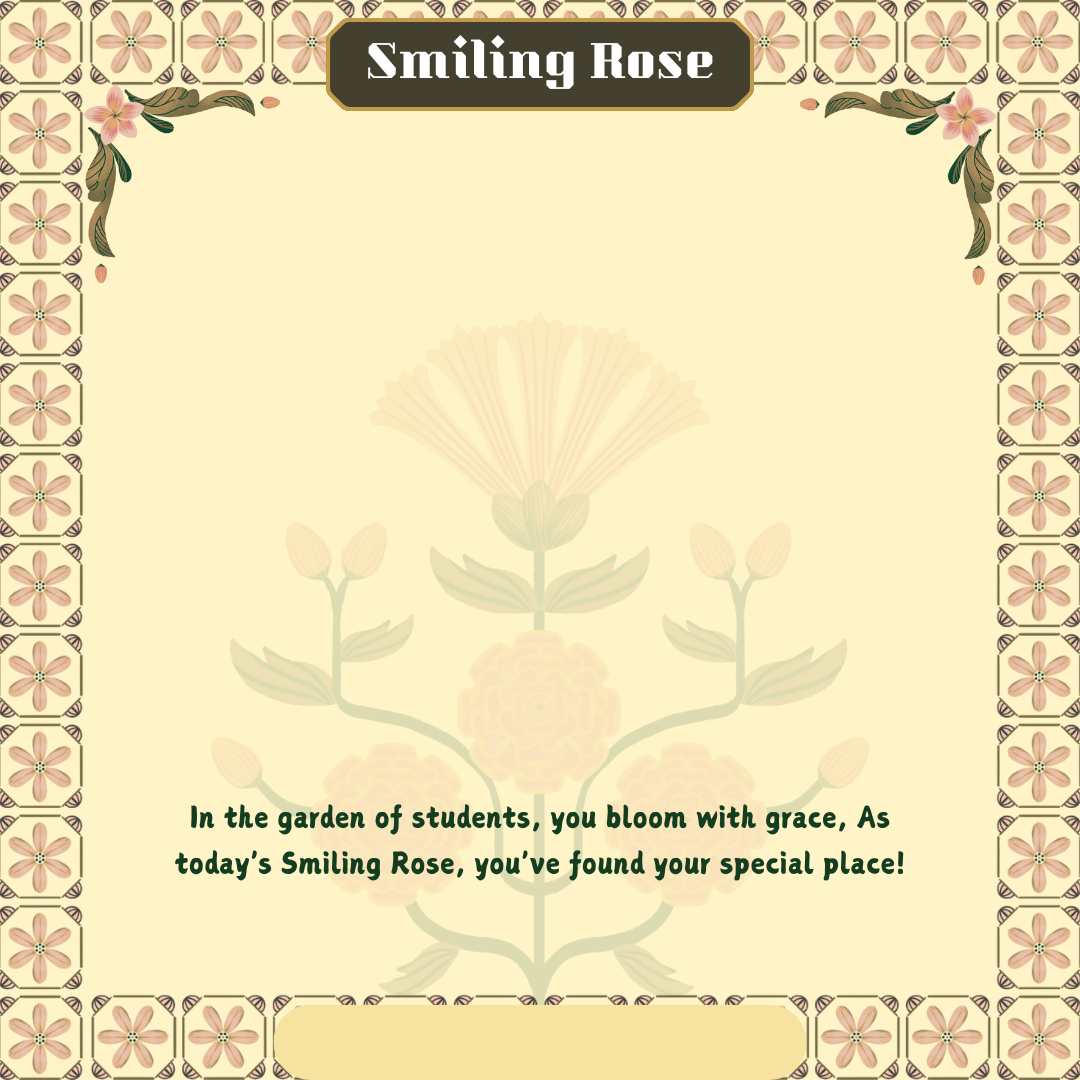 Smiling Rose
In the garden of students, you bloom with grace, As
today's Smiling Rose, you've found your special place!